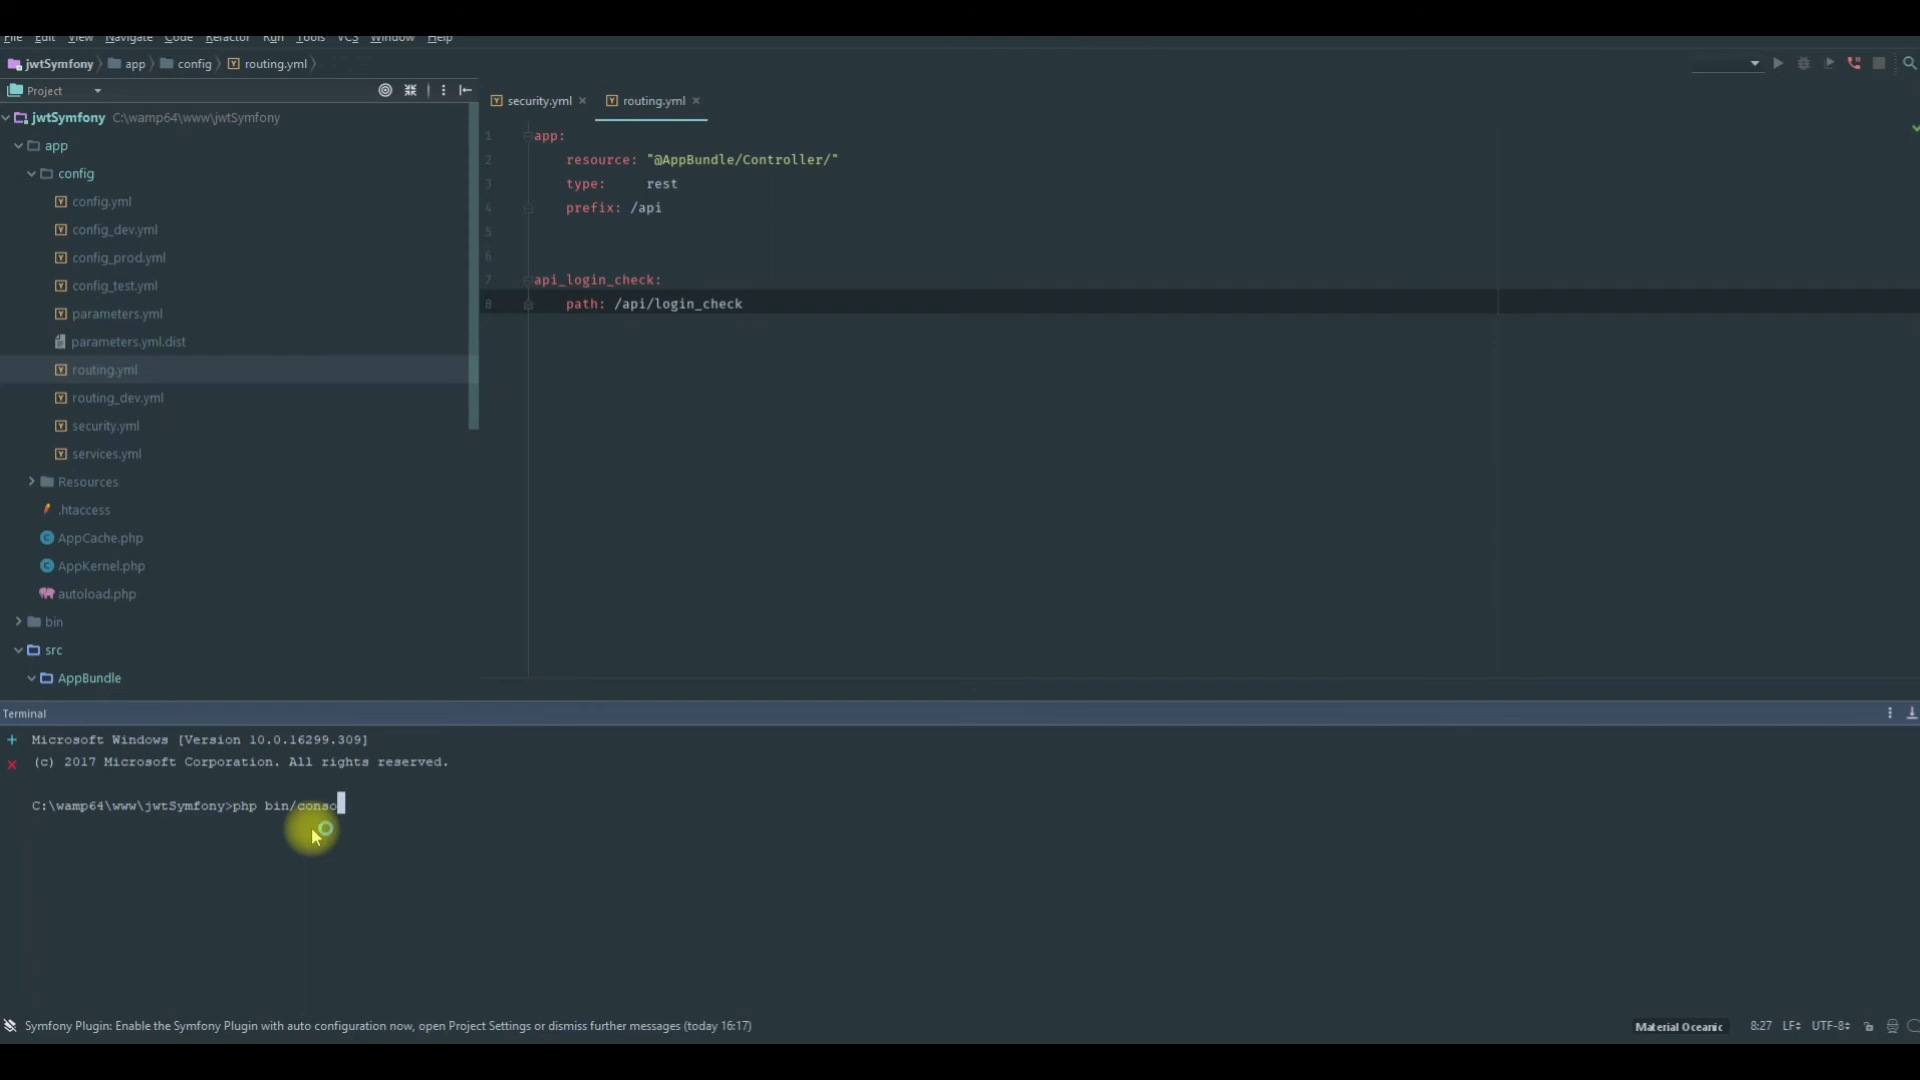 File Edit View Navigate Code Refactor Run Tools VCS Window Help
jwtSymfony app config routing.yml
Project
security.yml routing.yml
jwtSymfony C:\wamp64\www\jwtSymfony
app
config
config.yml
config_dev.yml
config_prod.yml
config_test.yml
parameters.yml
parameters.yml.dist
routing.yml
routing_dev.yml
security.yml
services.yml
Resources
.htaccess
AppCache.php
AppKernel.php
autoload.php
bin
src
AppBundle
1 app:
2 resource: "@AppBundle/Controller/"
3 type: rest
4 prefix: /api
5
6
7 api_login_check:
8 path: /api/login_check
Terminal
Microsoft Windows [Version 10.0.16299.309]
(c) 2017 Microsoft Corporation. All rights reserved.
C:\wamp64\www\jwtSymfony>php bin/conso
Symfony Plugin: Enable the Symfony Plugin with auto configuration now, open Project Settings or dismiss further messages (today 16:17)
Material Oceanic 8:27 LF UTF-8